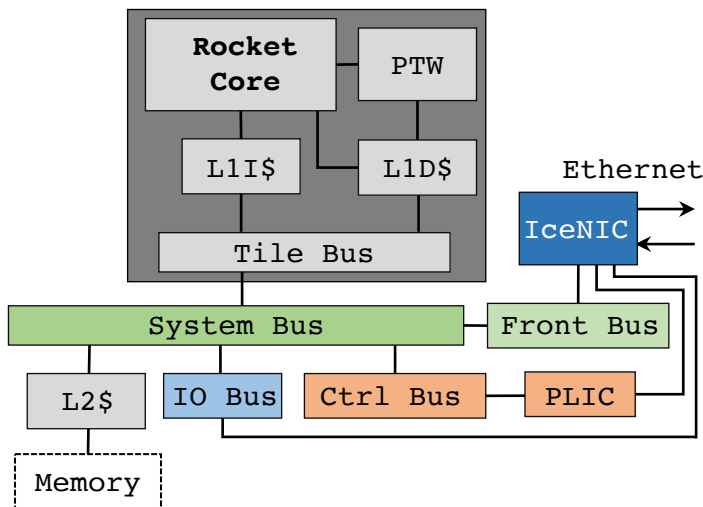 Rocket
Core
PTW
L1I$
L1D$
Ethernet
IceNIC
Tile Bus
System Bus
Front Bus
L2$
IO Bus
Ctrl Bus
PLIC
Memory